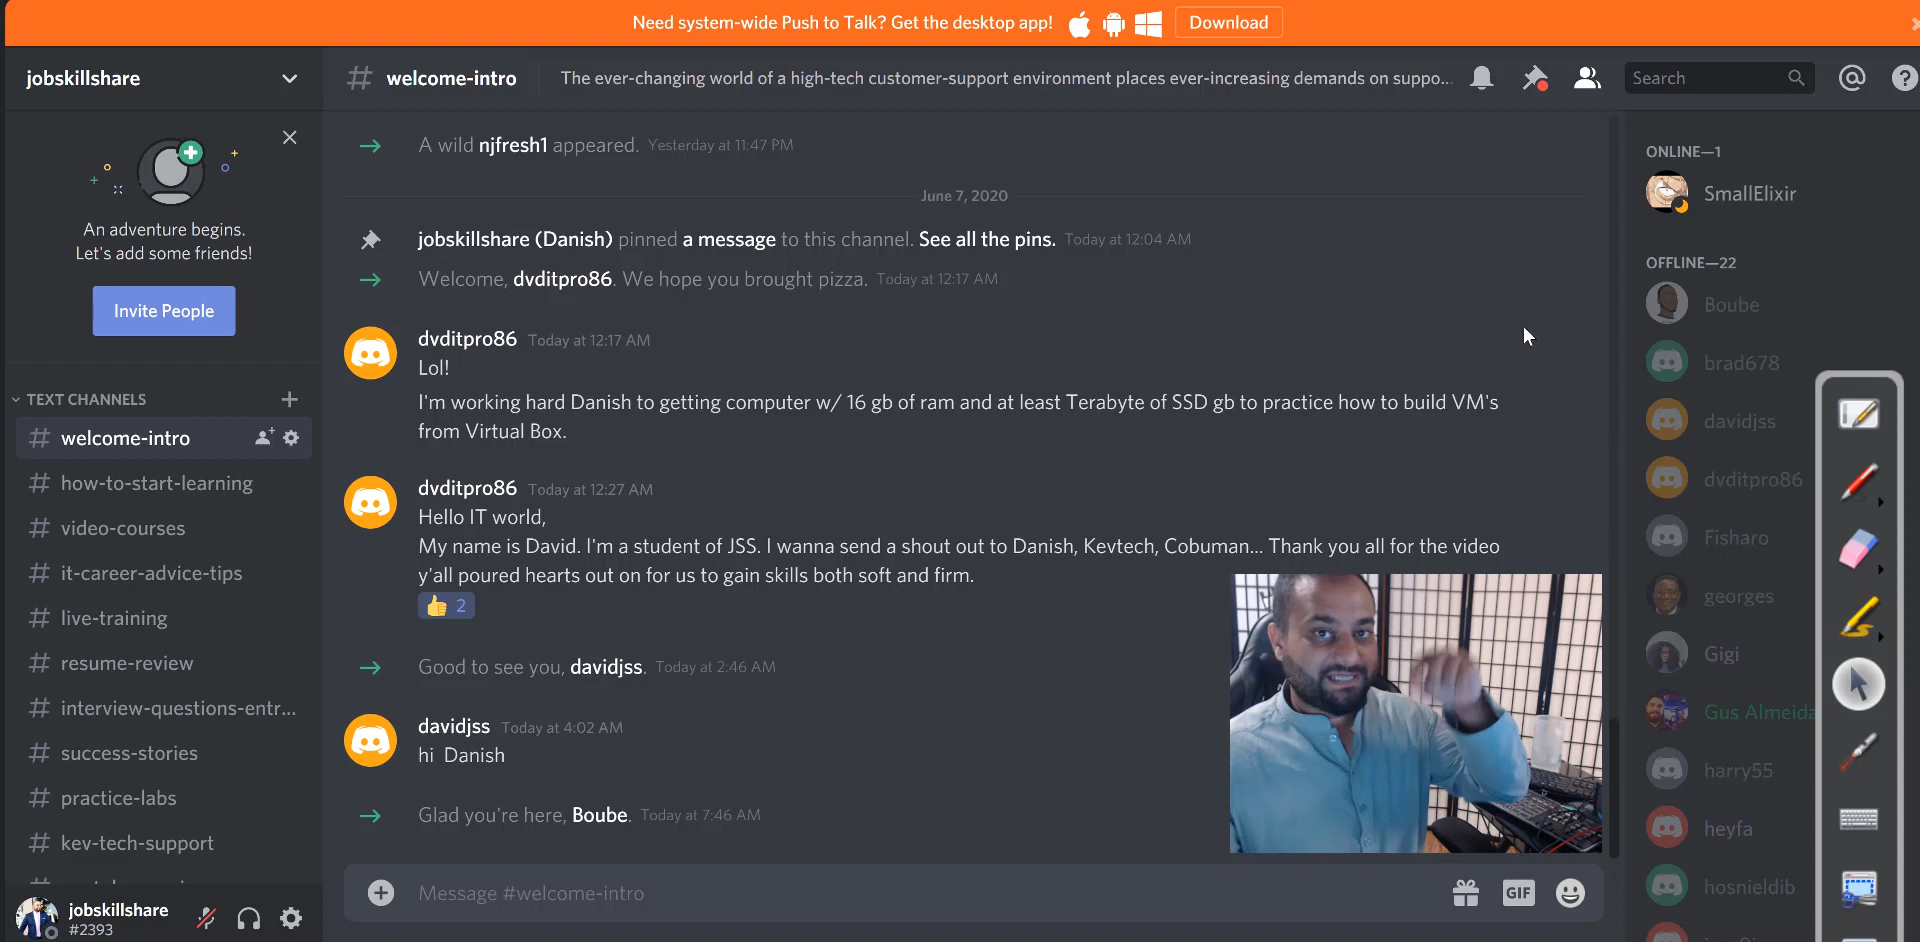 Need system-wide Push to Talk? Get the desktop app!
Download
jobskillshare
welcome-intro
The ever-changing world of a high-tech customer-support environment places ever-increasing demands on suppo...
Search
An adventure begins.
Let's add some friends!
Invite People
TEXT CHANNELS
welcome-intro
how-to-start-learning
video-courses
it-career-advice-tips
live-training
resume-review
interview-questions-entr...
success-stories
practice-labs
kev-tech-support
jobskillshare
#2393
A wild njfresh1 appeared. Yesterday at 11:47 PM
June 7, 2020
jobskillshare (Danish) pinned a message to this channel. See all the pins. Today at 12:04 AM
Welcome, dvditpro86. We hope you brought pizza. Today at 12:17 AM
dvditpro86 Today at 12:17 AM
Lol!
I'm working hard Danish to getting computer w/ 16 gb of ram and at least Terabyte of SSD gb to practice how to build VM's
from Virtual Box.
dvditpro86 Today at 12:27 AM
Hello IT world,
My name is David. I'm a student of JSS. I wanna send a shout out to Danish, Kevtech, Cobuman... Thank you all for the video
y'all poured hearts out on for us to gain skills both soft and firm.
2
Good to see you, davidjss. Today at 2:46 AM
davidjss Today at 4:02 AM
hi Danish
Glad you're here, Boube. Today at 7:46 AM
Message #welcome-intro
GIF
ONLINE—1
SmallElixir
OFFLINE—22
Boube
brad678
davidjss
dvditpro86
Fisharo
georges
Gigi
Gus Almeida
harry55
heyfa
hosnieldib